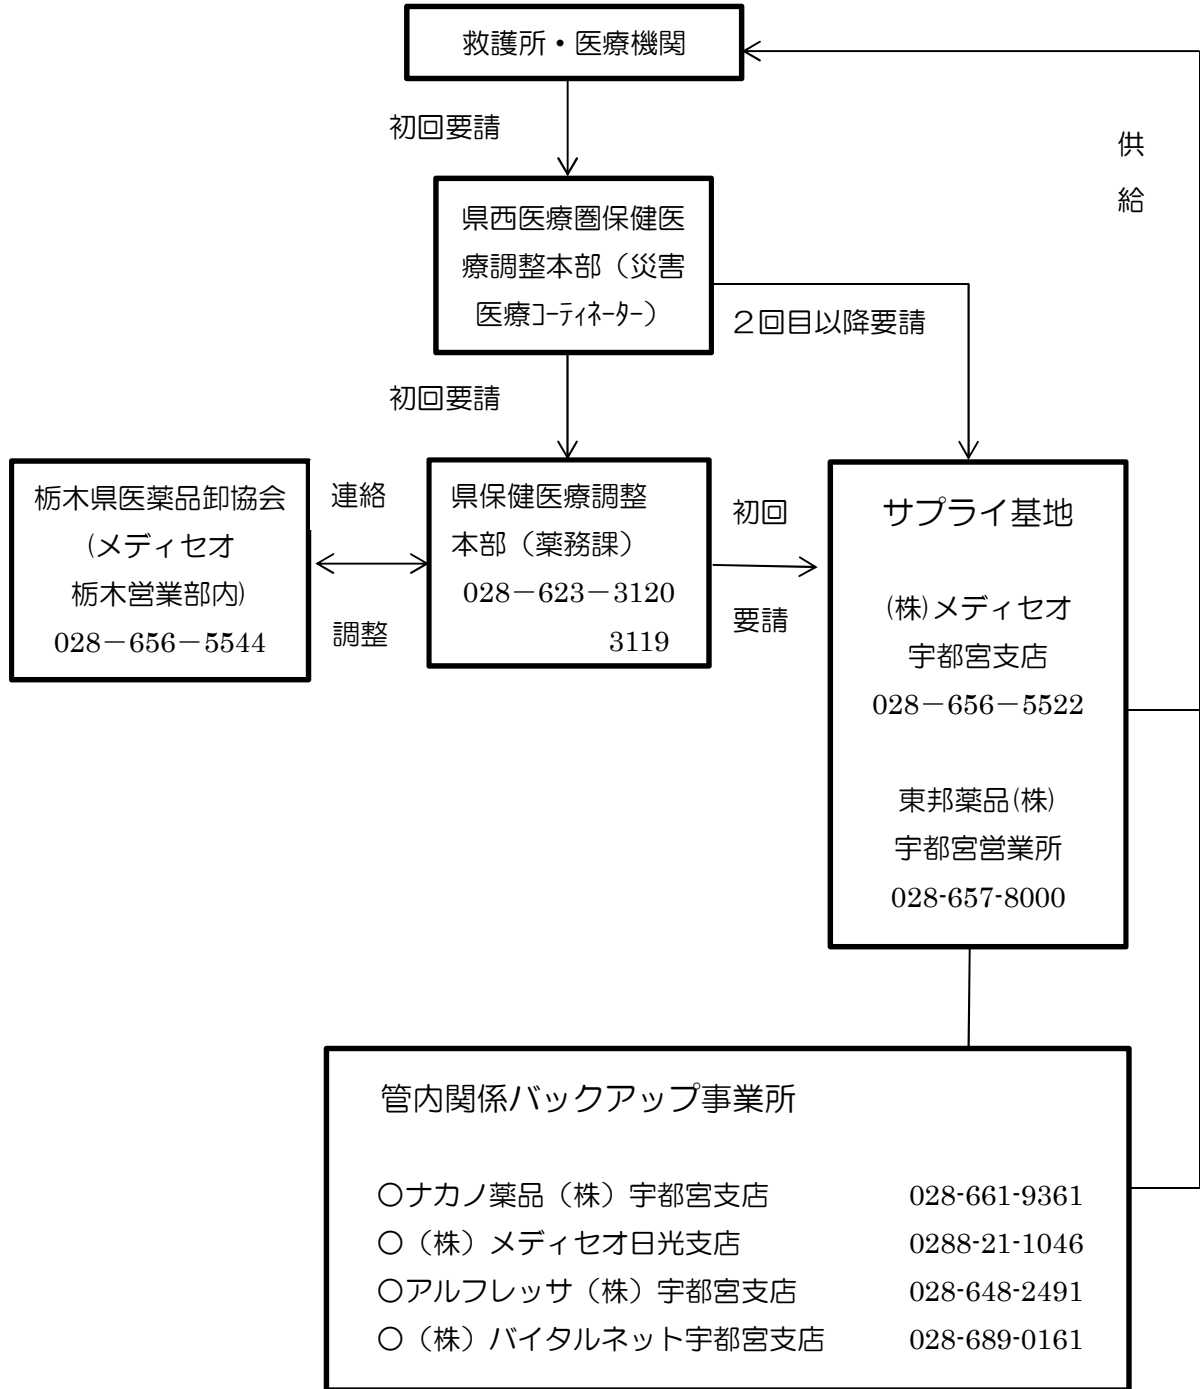 救護所・医療機関
初回要請
供
給
県西医療圏保健医
療調整本部（災害
医療ｺｰﾃｨﾈｰﾀｰ）
２回目以降要請
初回要請
栃木県医薬品卸協会
(メディセオ
栃木営業部内)
028－656－5544
連絡
調整
県保健医療調整
本部（薬務課）
028－623－3120
3119
初回
要請
サプライ基地
(株)メディセオ
宇都宮支店
028－656－5522
東邦薬品(株)
宇都宮営業所
028-657-8000
管内関係バックアップ事業所
○ナカノ薬品（株）宇都宮支店 028-661-9361
○（株）メディセオ日光支店 0288-21-1046
○アルフレッサ（株）宇都宮支店 028-648-2491
○（株）バイタルネット宇都宮支店 028-689-0161